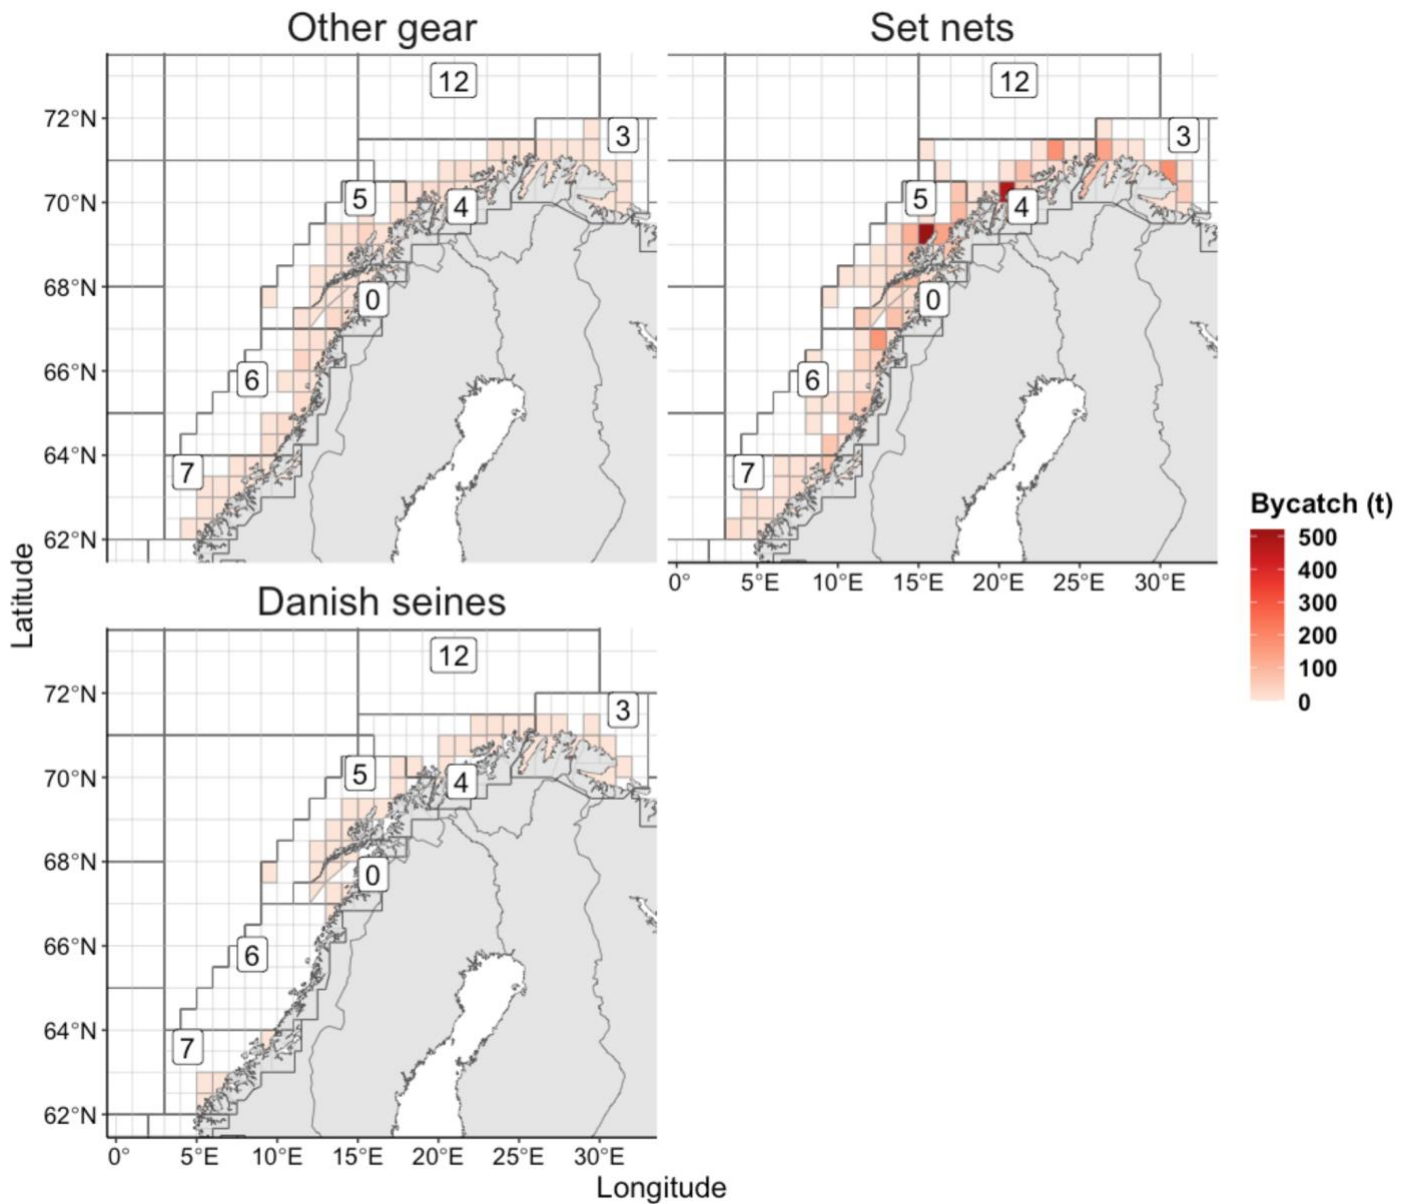 Other gear
Set nets
12
3
5
4
0
6
7
72°N
70°N
68°N
66°N
64°N
62°N
12
3
5
4
0
6
7
0°
5°E
10°E
15°E
20°E
25°E
30°E
Bycatch (t)
500
400
300
200
100
0
Latitude
Danish seines
12
3
5
4
0
6
7
72°N
70°N
68°N
66°N
64°N
62°N
0°
5°E
10°E
15°E
20°E
25°E
30°E
Longitude